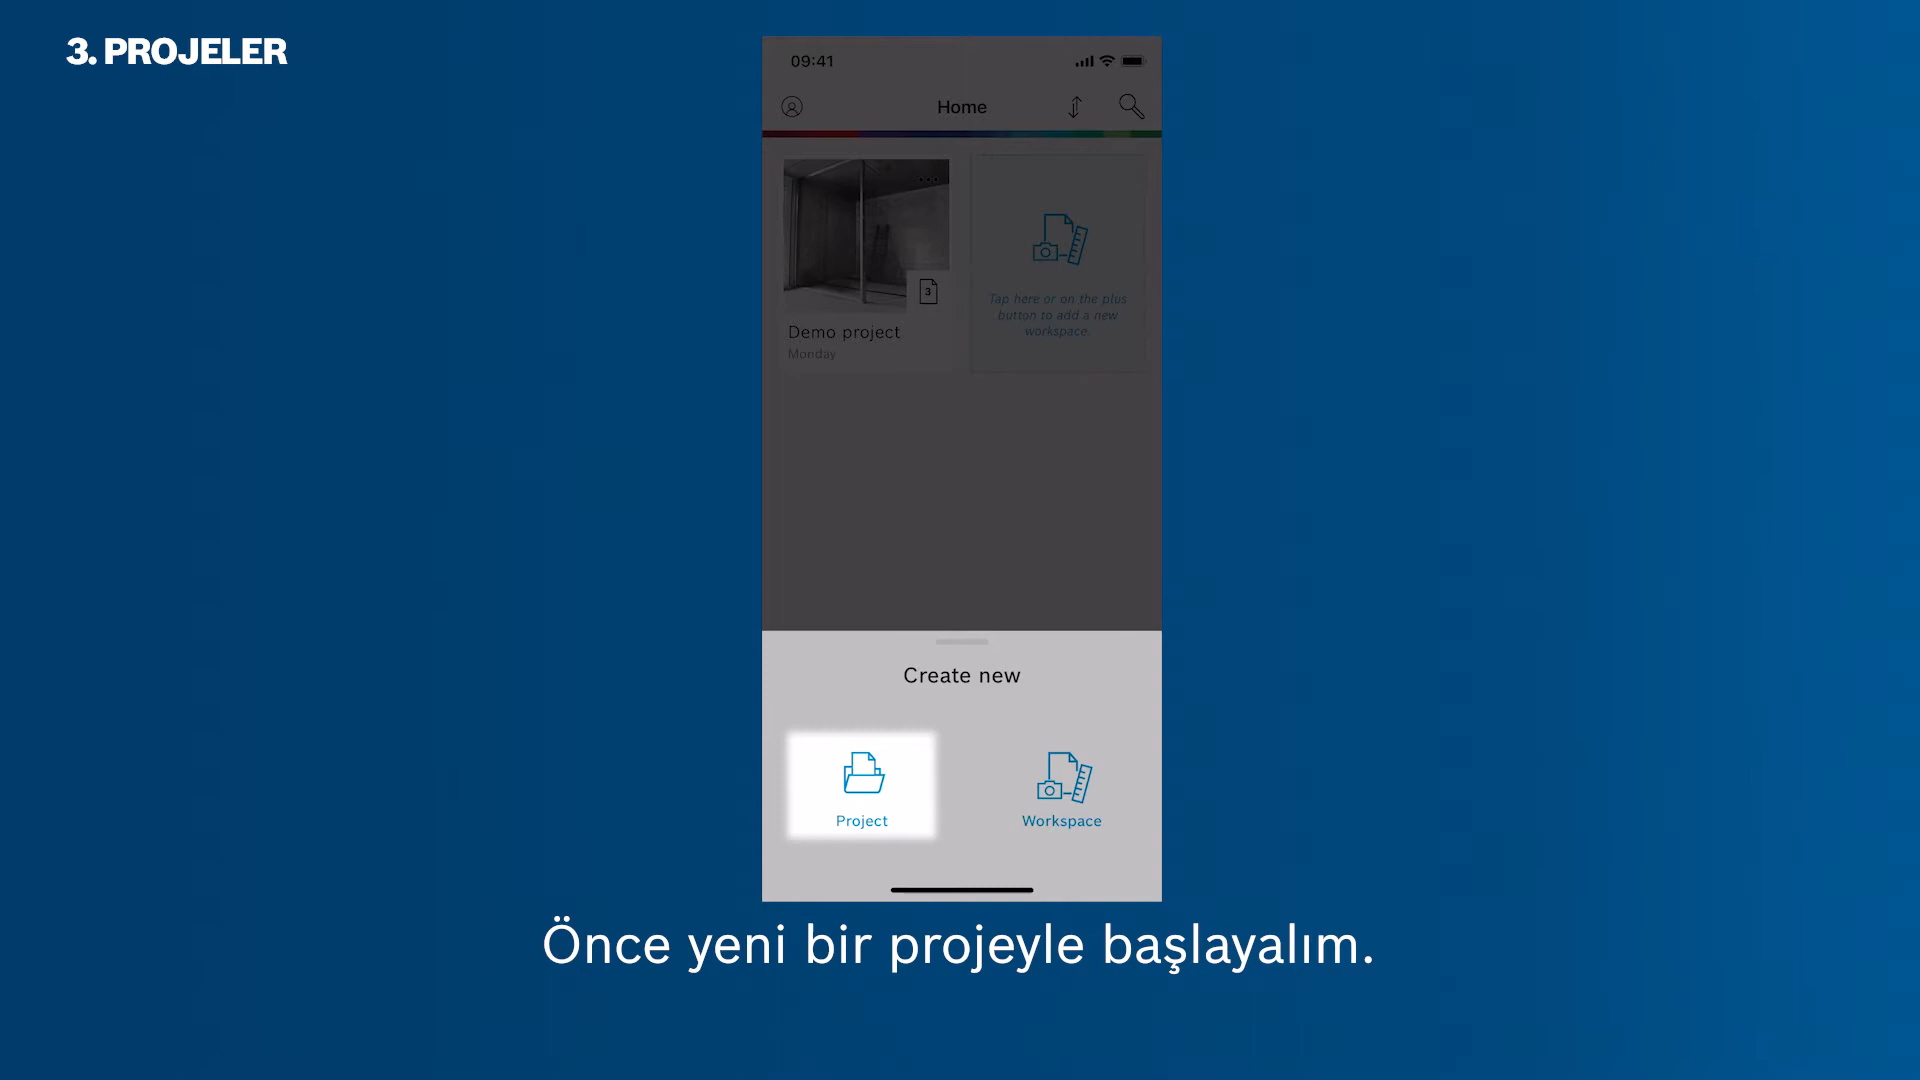 3. PROJELER
09:41
Home
3
Demo project
Monday
Tap here or on the plus
button to add a new
workspace.
Create new
Project
Workspace
Önce yeni bir projeyle başlayalım.